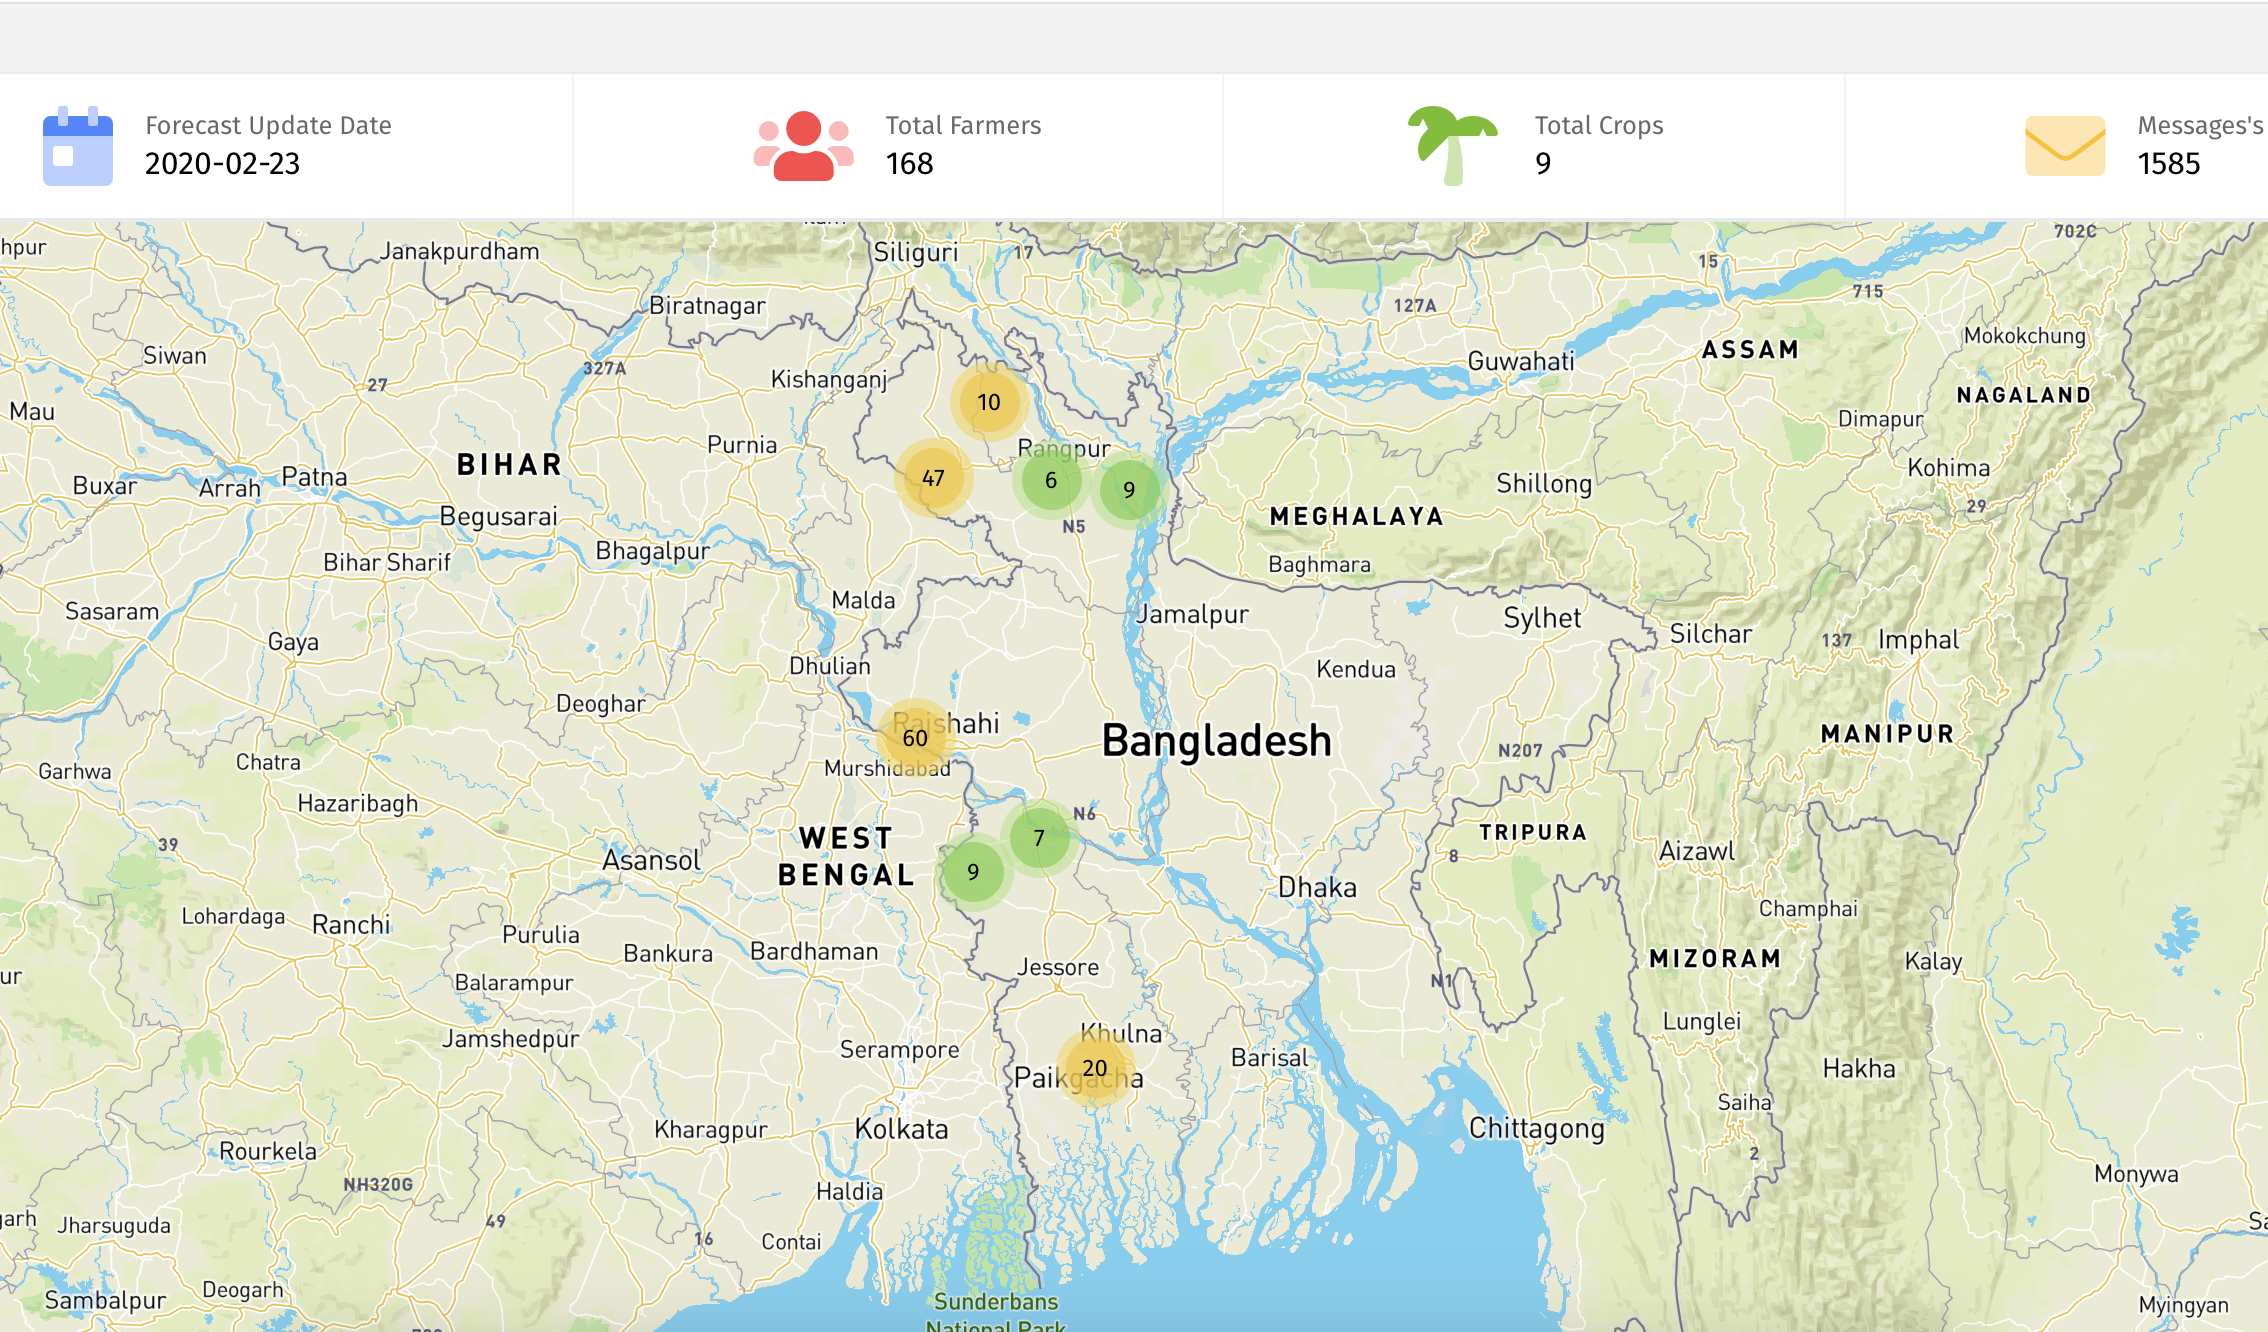 Forecast Update Date
2020-02-23
Total Farmers
168
Total Crops
9
Messages's
1585
hpur
Janakpurdham
Siliguri
17
702C
15
715
Biratnagar
127A
Siwan
327A
27
Kishanganj
Guwahati
ASSAM
Mokokchung
NAGALAND
Mau
10
Dimapur
Purnia
Rangpur
BIHAR
Kohima
Buxar
Arrah
Patna
47
6
9
Shillong
29
Begusarai
N5
MEGHALAYA
Bihar Sharif
Bhagalpur
Baghmara
Malda
Jamalpur
Sylhet
Sasaram
Gaya
Silchar
137
Imphal
Dhulian
Kendua
Deoghar
Rajshahi
60
Bangladesh
MANIPUR
N207
Garhwa
Chatra
Murshidabad
Hazaribagh
N6
39
WEST
BENGAL
7
TRIPURA
8
Aizawl
Asansol
9
Dhaka
Lohardaga
Ranchi
Champhai
Purulia
Bankura
Bardhaman
MIZORAM
Kalay
ur
Balarampur
Jessore
N1
Jamshedpur
Khulna
Lunglei
Serampore
Barisal
Hakha
20
Paikgacha
Saiha
Kharagpur
Kolkata
Chittagong
Rourkela
2
NH320G
Haldia
Monywa
garh
Jharsuguda
49
16
Contai
Sa
Deogarh
Sambalpur
Sunderbans
National Park
Myingyan